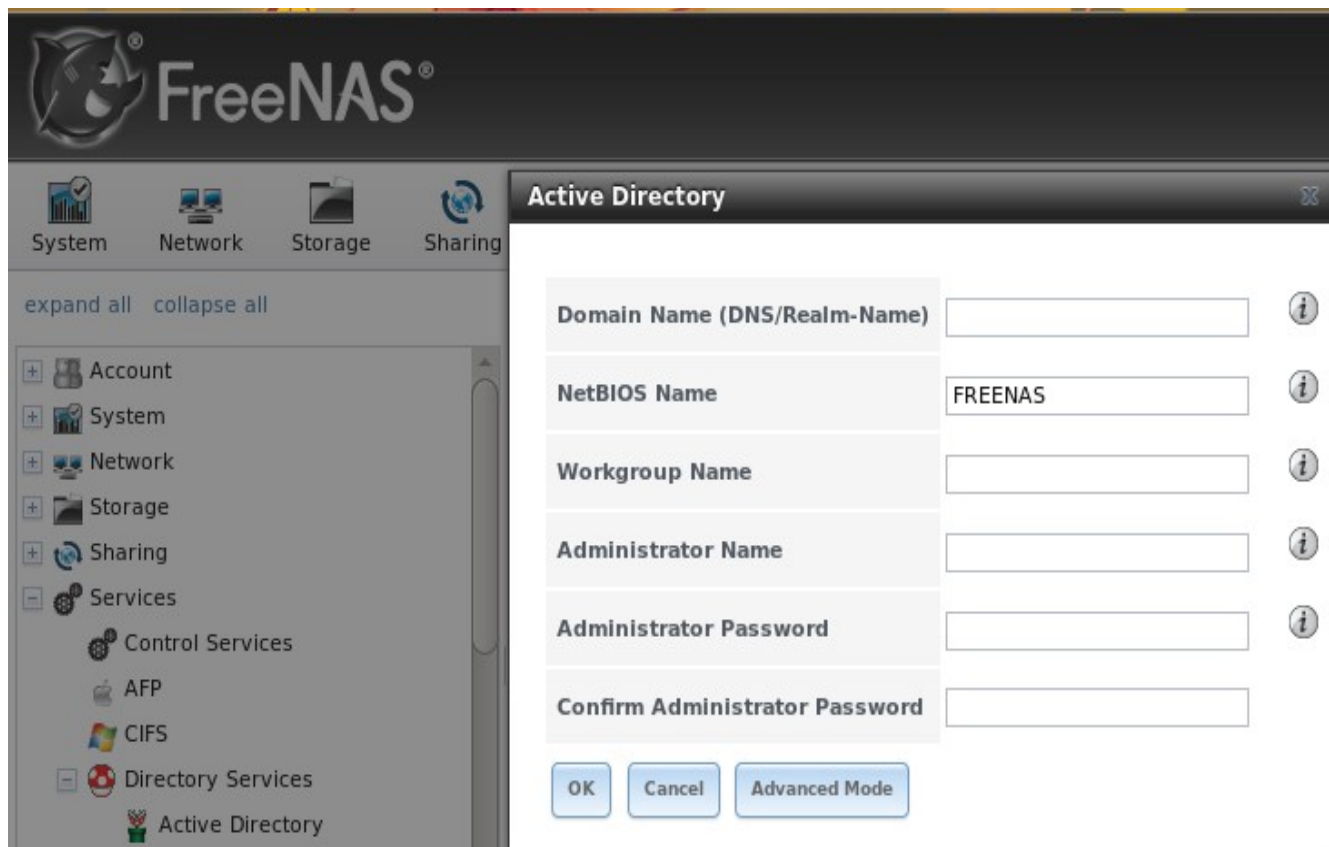 FreeNAS®
System Network Storage Sharing
expand all collapse all
Account
System
Network
Storage
Sharing
Services
Control Services
AFP
CIFS
Directory Services
Active Directory
Active Directory
Domain Name (DNS/Realm-Name)
NetBIOS Name FREENAS
Workgroup Name
Administrator Name
Administrator Password
Confirm Administrator Password
OK Cancel Advanced Mode